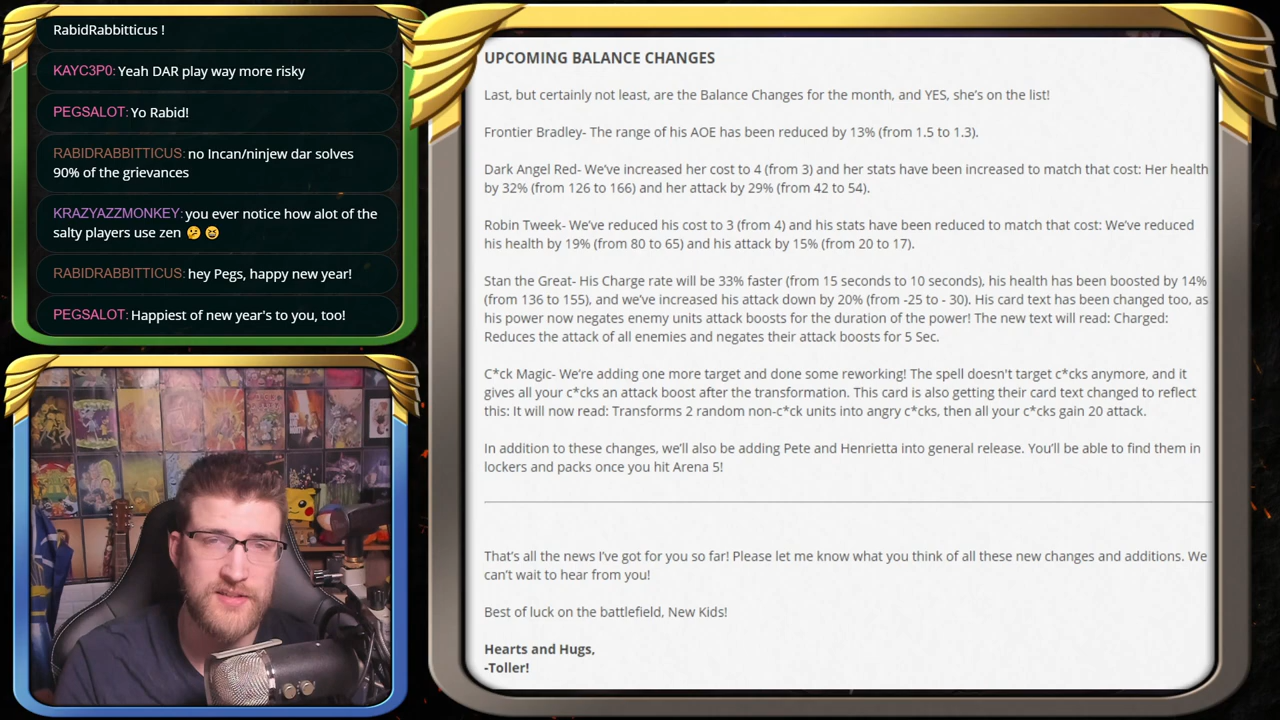 RabidRabbitticus !
KAYC3P0: Yeah DAR play way more risky
PEGSALOT: Yo Rabid!
RABIDRABBITTICUS: no Incan/ninjew dar solves
90% of the grievances
KRAZYAZZMONKEY: you ever notice how alot of the
salty players use zen 🤔 😆
RABIDRABBITTICUS: hey Pegs, happy new year!
PEGSALOT: Happiest of new year's to you, too!
UPCOMING BALANCE CHANGES
Last, but certainly not least, are the Balance Changes for the month, and YES, she's on the list!
Frontier Bradley- The range of his AOE has been reduced by 13% (from 1.5 to 1.3).
Dark Angel Red- We've increased her cost to 4 (from 3) and her stats have been increased to match that cost: Her health
by 32% (from 126 to 166) and her attack by 29% (from 42 to 54).
Robin Tweek- We've reduced his cost to 3 (from 4) and his stats have been reduced to match that cost: We've reduced
his health by 19% (from 80 to 65) and his attack by 15% (from 20 to 17).
Stan the Great- His Charge rate will be 33% faster (from 15 seconds to 10 seconds), his health has been boosted by 14%
(from 136 to 155), and we've increased his attack down by 20% (from -25 to - 30). His card text has been changed too, as
his power now negates enemy units attack boosts for the duration of the power! The new text will read: Charged:
Reduces the attack of all enemies and negates their attack boosts for 5 Sec.
C*ck Magic- We're adding one more target and done some reworking! The spell doesn't target c*cks anymore, and it
gives all your c*cks an attack boost after the transformation. This card is also getting their card text changed to reflect
this: It will now read: Transforms 2 random non-c*ck units into angry c*cks, then all your c*cks gain 20 attack.
In addition to these changes, we'll also be adding Pete and Henrietta into general release. You'll be able to find them in
lockers and packs once you hit Arena 5!
That's all the news I've got for you so far! Please let me know what you think of all these new changes and additions. We
can't wait to hear from you!
Best of luck on the battlefield, New Kids!
Hearts and Hugs,
-Toller!